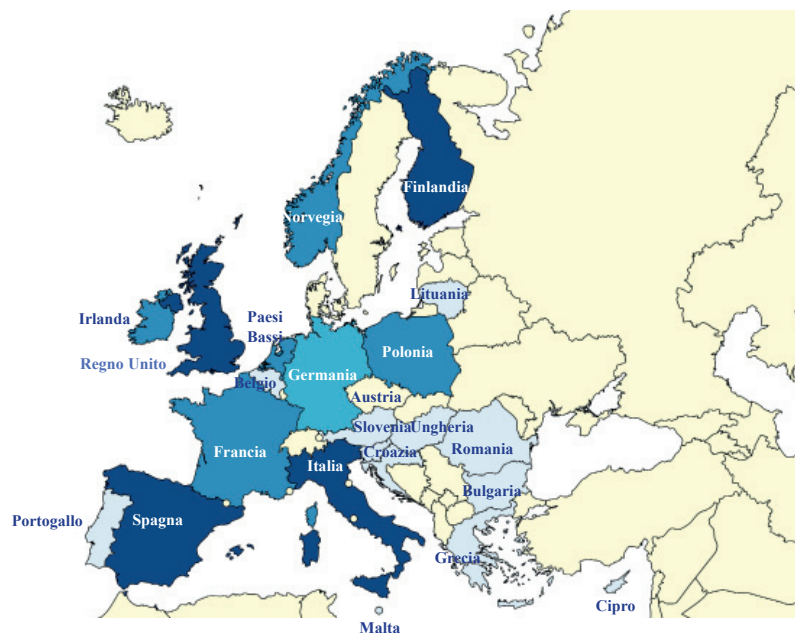 Finlandia
Norvegia
Lituania
Irlanda
Paesi
Bassi
Regno Unito
Polonia
Germania
Belgio
Austria
Slovenia
Ungheria
Francia
Croazia
Romania
Italia
Bulgaria
Portogallo
Spagna
Grecia
Cipro
Malta